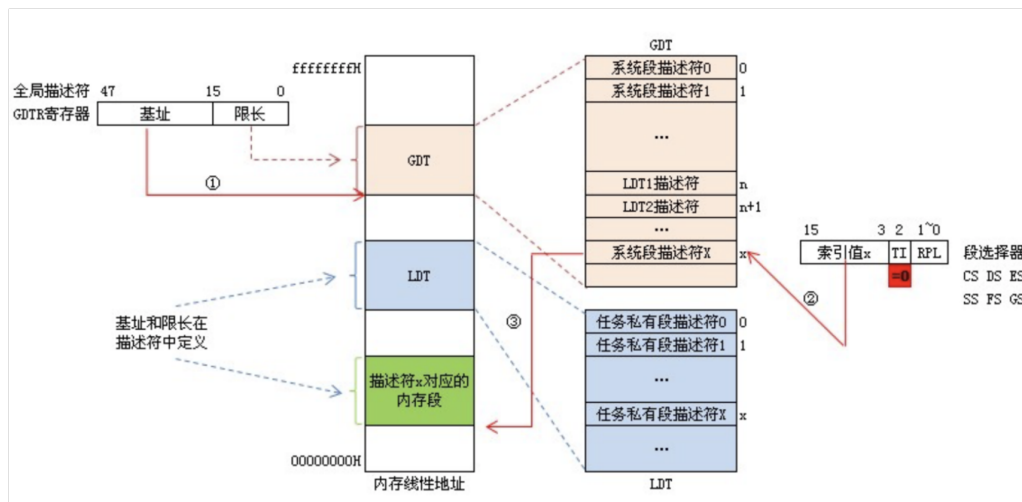 GDT
ffffffffH
全局描述符 47 15 0
GDTR寄存器 基址 限长
系统段描述符0 0
系统段描述符1 1
...
GDT
①
LDT1描述符 n
LDT2描述符 n+1
...
系统段描述符X x
15 3 2 1~0
索引值x TI RPL 段选择器
=0 CS DS ES
SS FS GS
②
LDT
③
基址和限长在
描述符中定义
任务私有段描述符0 0
任务私有段描述符1 1
...
描述符x对应的
内存段
任务私有段描述符X x
...
00000000H
内存线性地址
LDT